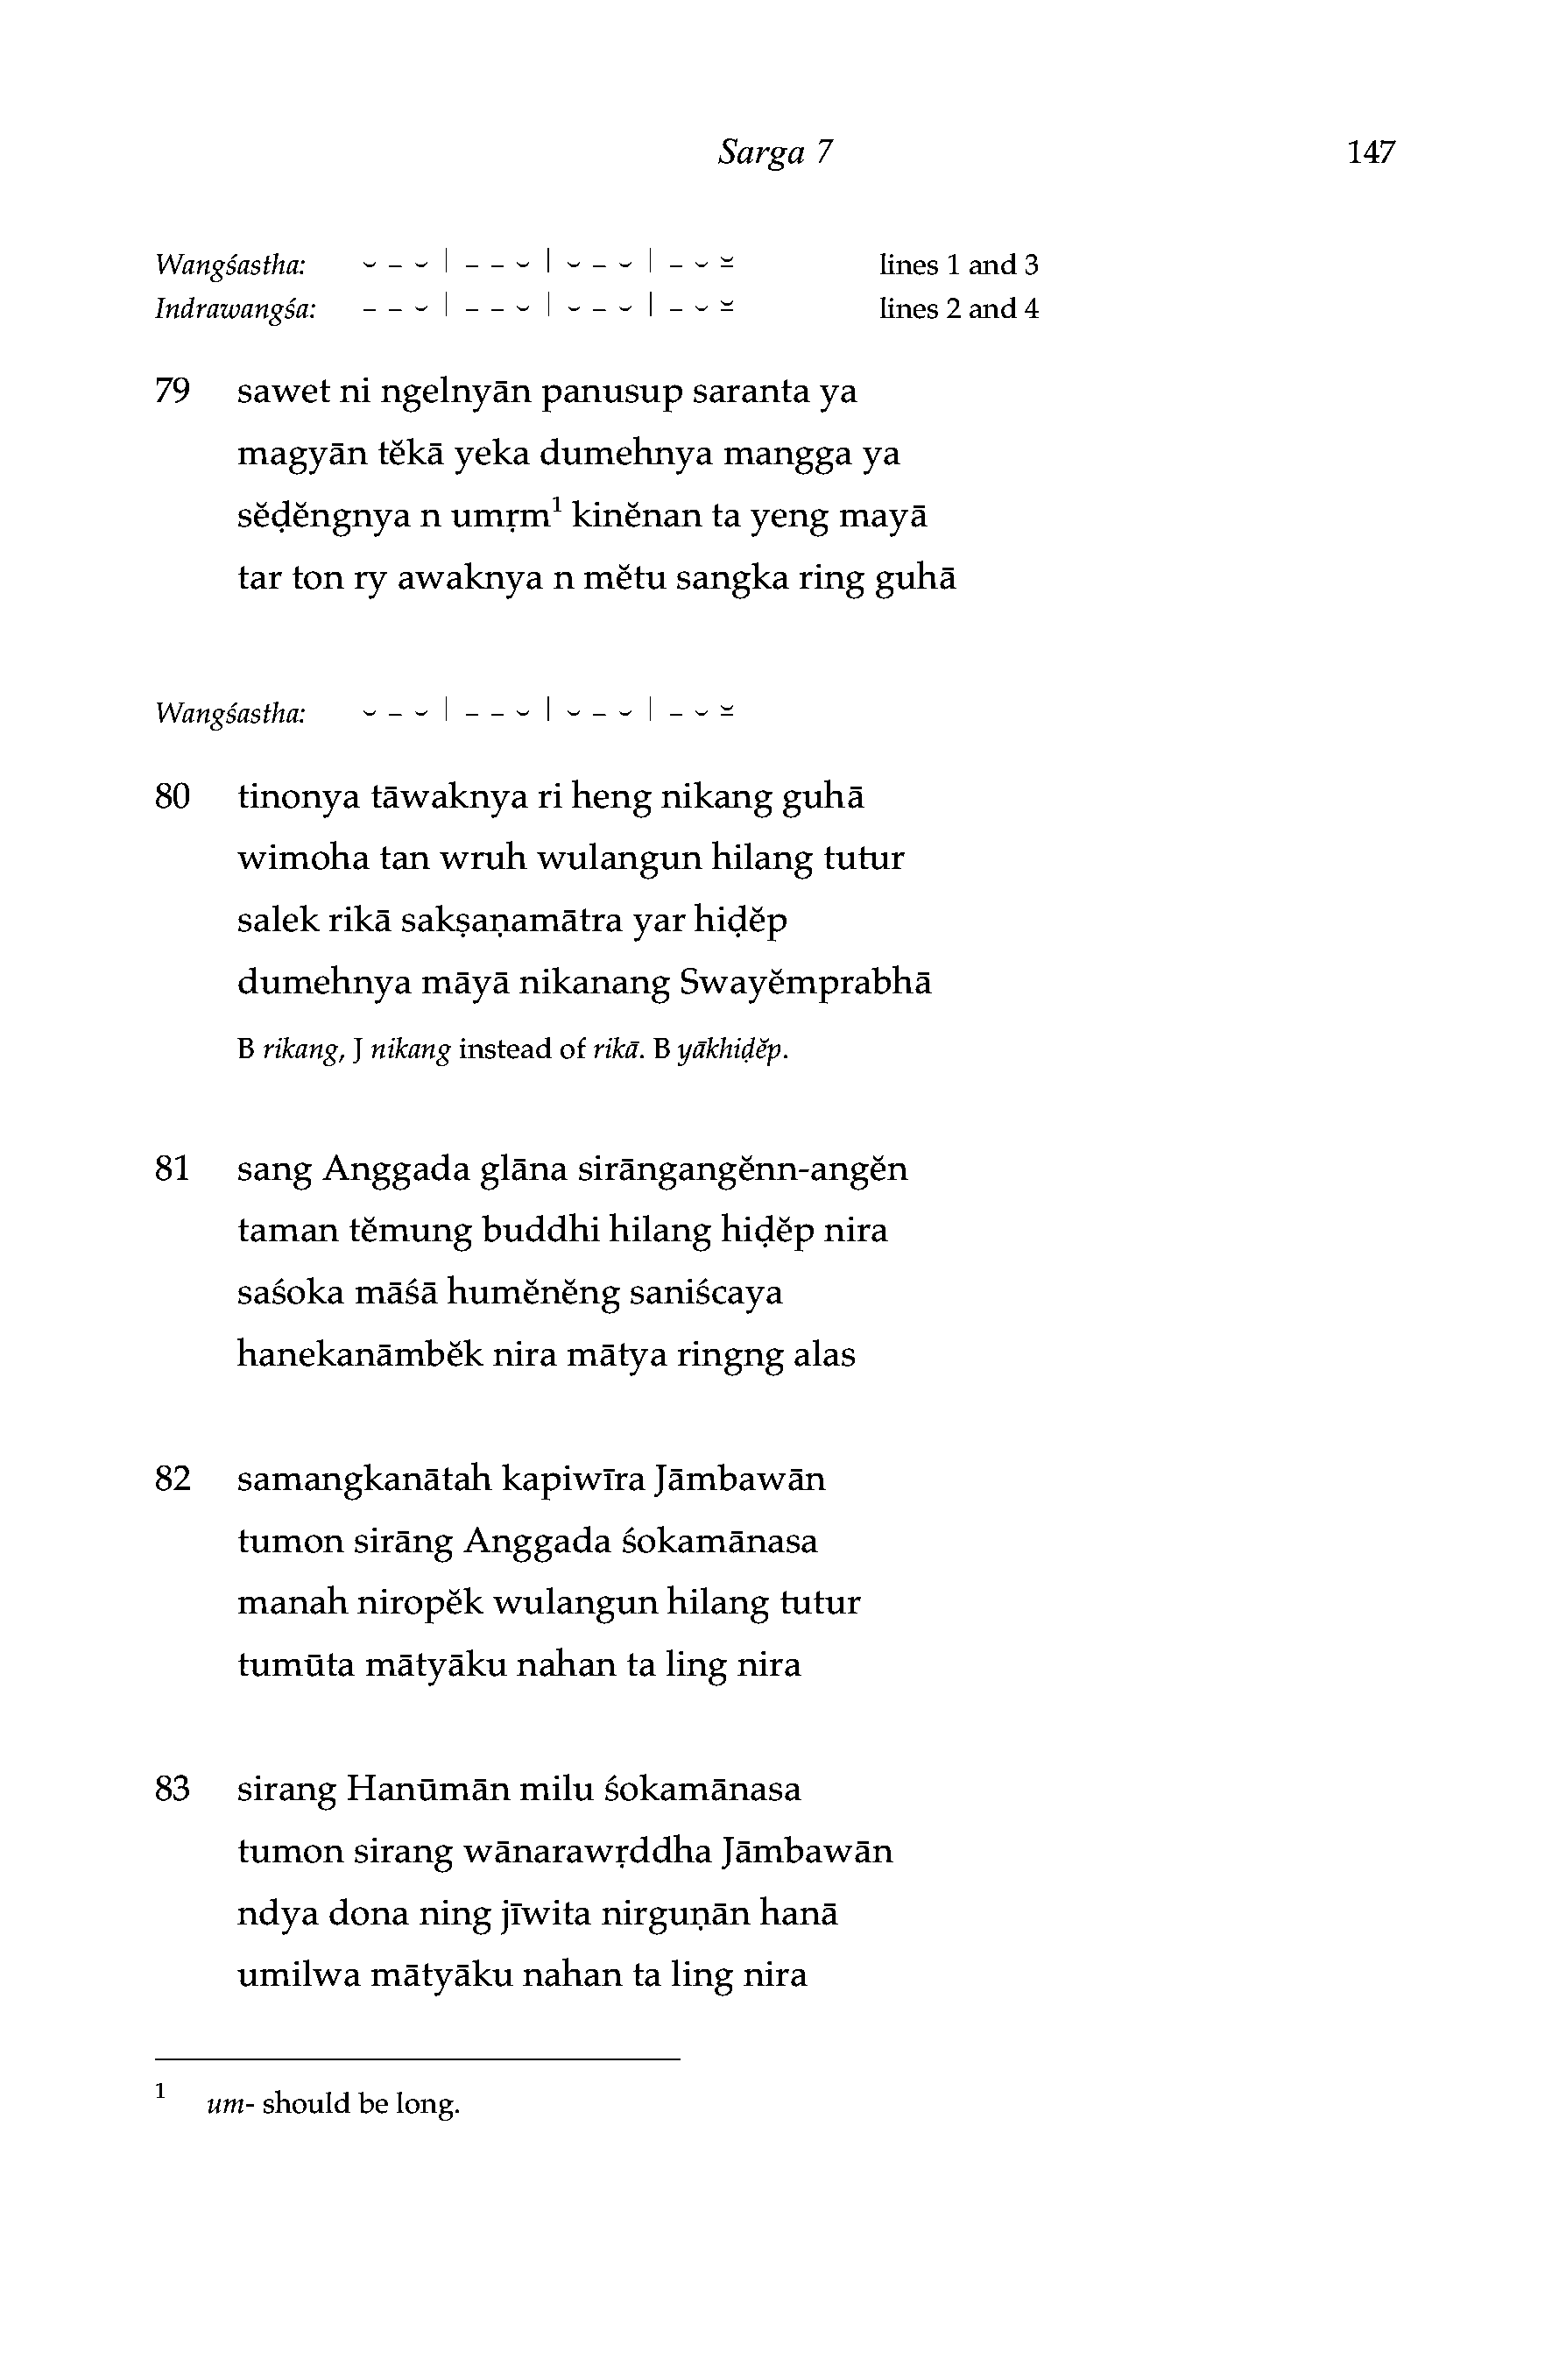 Sarga 7 147
Wangśastha: ⏑ – ⏑ | – – ⏑ | ⏑ – ⏑ | – ⏑ ⏓ lines 1 and 3
Indrawangśa: – – ⏑ | – – ⏑ | ⏑ – ⏑ | – ⏑ ⏓ lines 2 and 4
79 sawet ni ngelnyān panusup saranta ya
magyān tĕkā yeka dumehnya mangga ya
sĕḍĕngnya n umṛm¹ kinĕnan ta yeng mayā
tar ton ry awaknya n mĕtu sangka ring guhā
Wangśastha: ⏑ – ⏑ | – – ⏑ | ⏑ – ⏑ | – ⏑ ⏓
80 tinonya tāwaknya ri heng nikang guhā
wimoha tan wruh wulangun hilang tutur
salek rikā sakṣaṇamātra yar hiḍĕp
dumehnya māyā nikanang Swayĕmprabhā
B rikang, J nikang instead of rikā. B yākhiḍĕp.
81 sang Anggada glāna sirāngangĕnn-angĕn
taman tĕmung buddhi hilang hiḍĕp nira
saśoka māśā humĕnĕng saniścaya
hanekanāmbĕk nira mātya ringng alas
82 samangkanātah kapiwīra Jāmbawān
tumon sirāng Anggada śokamānasa
manah niropĕk wulangun hilang tutur
tumūta mātyāku nahan ta ling nira
83 sirang Hanūmān milu śokamānasa
tumon sirang wānarawṛddha Jāmbawān
ndya dona ning jīwita nirguṇān hanā
umilwa mātyāku nahan ta ling nira
¹ um- should be long.